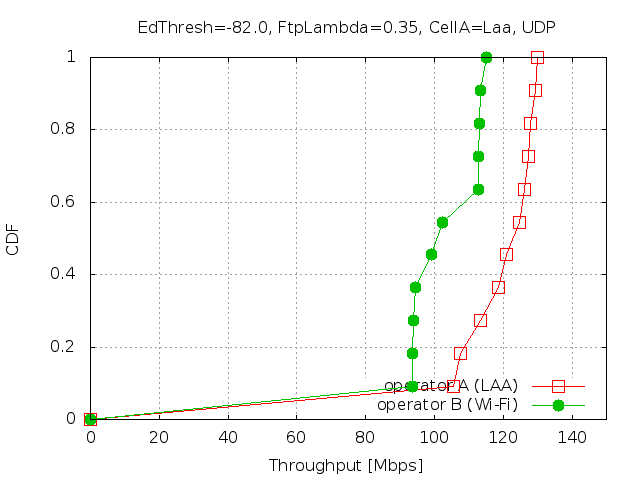 EdThresh=-82.0, FtpLambda=0.35, CellA=Laa, UDP
1
0.8
0.6
0.4
0.2
0
CDF
operator A (LAA)
operator B (Wi-Fi)
0 20 40 60 80 100 120 140
Throughput [Mbps]